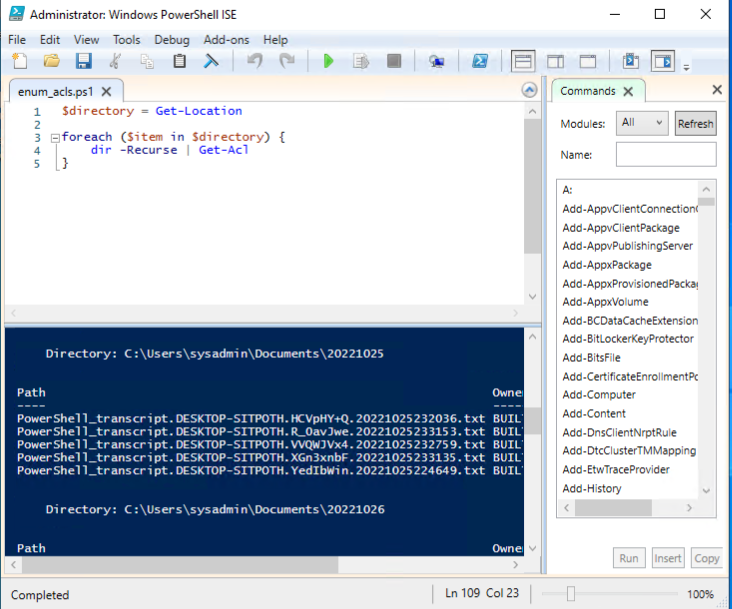 Administrator: Windows PowerShell ISE
File Edit View Tools Debug Add-ons Help
enum_acls.ps1
1 $directory = Get-Location
2
3 foreach ($item in $directory) {
4 dir -Recurse | Get-Acl
5 }
Directory: C:\Users\sysadmin\Documents\20221025
Path Owne
---- ----
PowerShell_transcript.DESKTOP-SITPOTH.HCVpHY+Q.20221025232036.txt BUIL
PowerShell_transcript.DESKTOP-SITPOTH.R_OavJwe.20221025233153.txt BUIL
PowerShell_transcript.DESKTOP-SITPOTH.VVQWJVx4.20221025232759.txt BUIL
PowerShell_transcript.DESKTOP-SITPOTH.XGn3xnbF.20221025233135.txt BUIL
PowerShell_transcript.DESKTOP-SITPOTH.YedIbWin.20221025224649.txt BUIL
Directory: C:\Users\sysadmin\Documents\20221026
Path Owne
Commands
Modules: All Refresh
Name:
A:
Add-AppvClientConnectionG
Add-AppvClientPackage
Add-AppvPublishingServer
Add-AppxPackage
Add-AppxProvisionedPacka
Add-AppxVolume
Add-BCDataCacheExtension
Add-BitLockerKeyProtector
Add-BitsFile
Add-CertificateEnrollmentPo
Add-Computer
Add-Content
Add-DnsClientNrptRule
Add-DtcClusterTMMapping
Add-EtwTraceProvider
Add-History
Run Insert Copy
Completed Ln 109 Col 23 100%